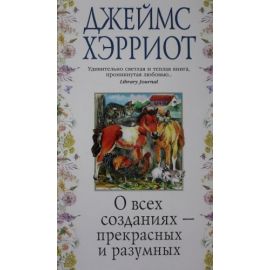 ДЖЕЙМС
ХЭРРИОТ
Удивительно светлая и теплая книга,
проникнутая любовью...
Library Journal
О всех
созданиях —
прекрасных
и разумных